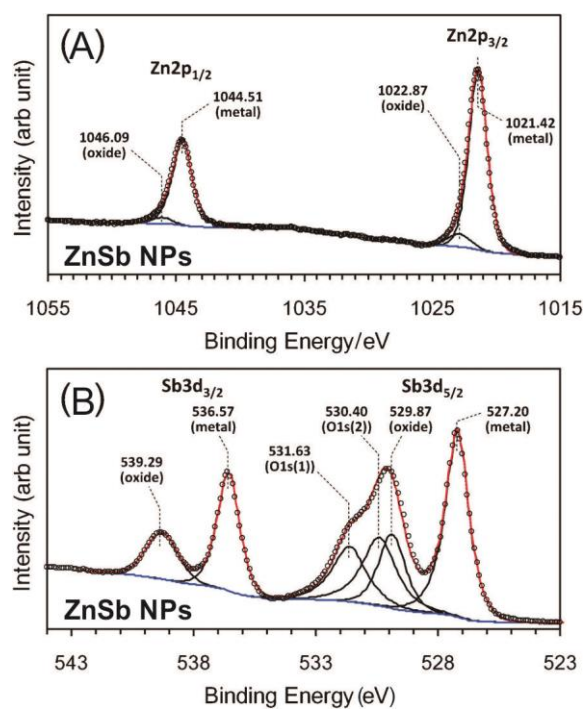 (A)
Zn2p3/2
Zn2p1/2
1044.51
(metal)
1046.09
(oxide)
1022.87
(oxide)
1021.42
(metal)
Intensity (arb unit)
ZnSb NPs
1055
1045
1035
1025
1015
Binding Energy/eV
(B)
Sb3d3/2
Sb3d5/2
536.57
(metal)
530.40
(O1s(2))
529.87
(oxide)
527.20
(metal)
539.29
(oxide)
531.63
(O1s(1))
Intensity (arb unit)
ZnSb NPs
543
538
533
528
523
Binding Energy (eV)